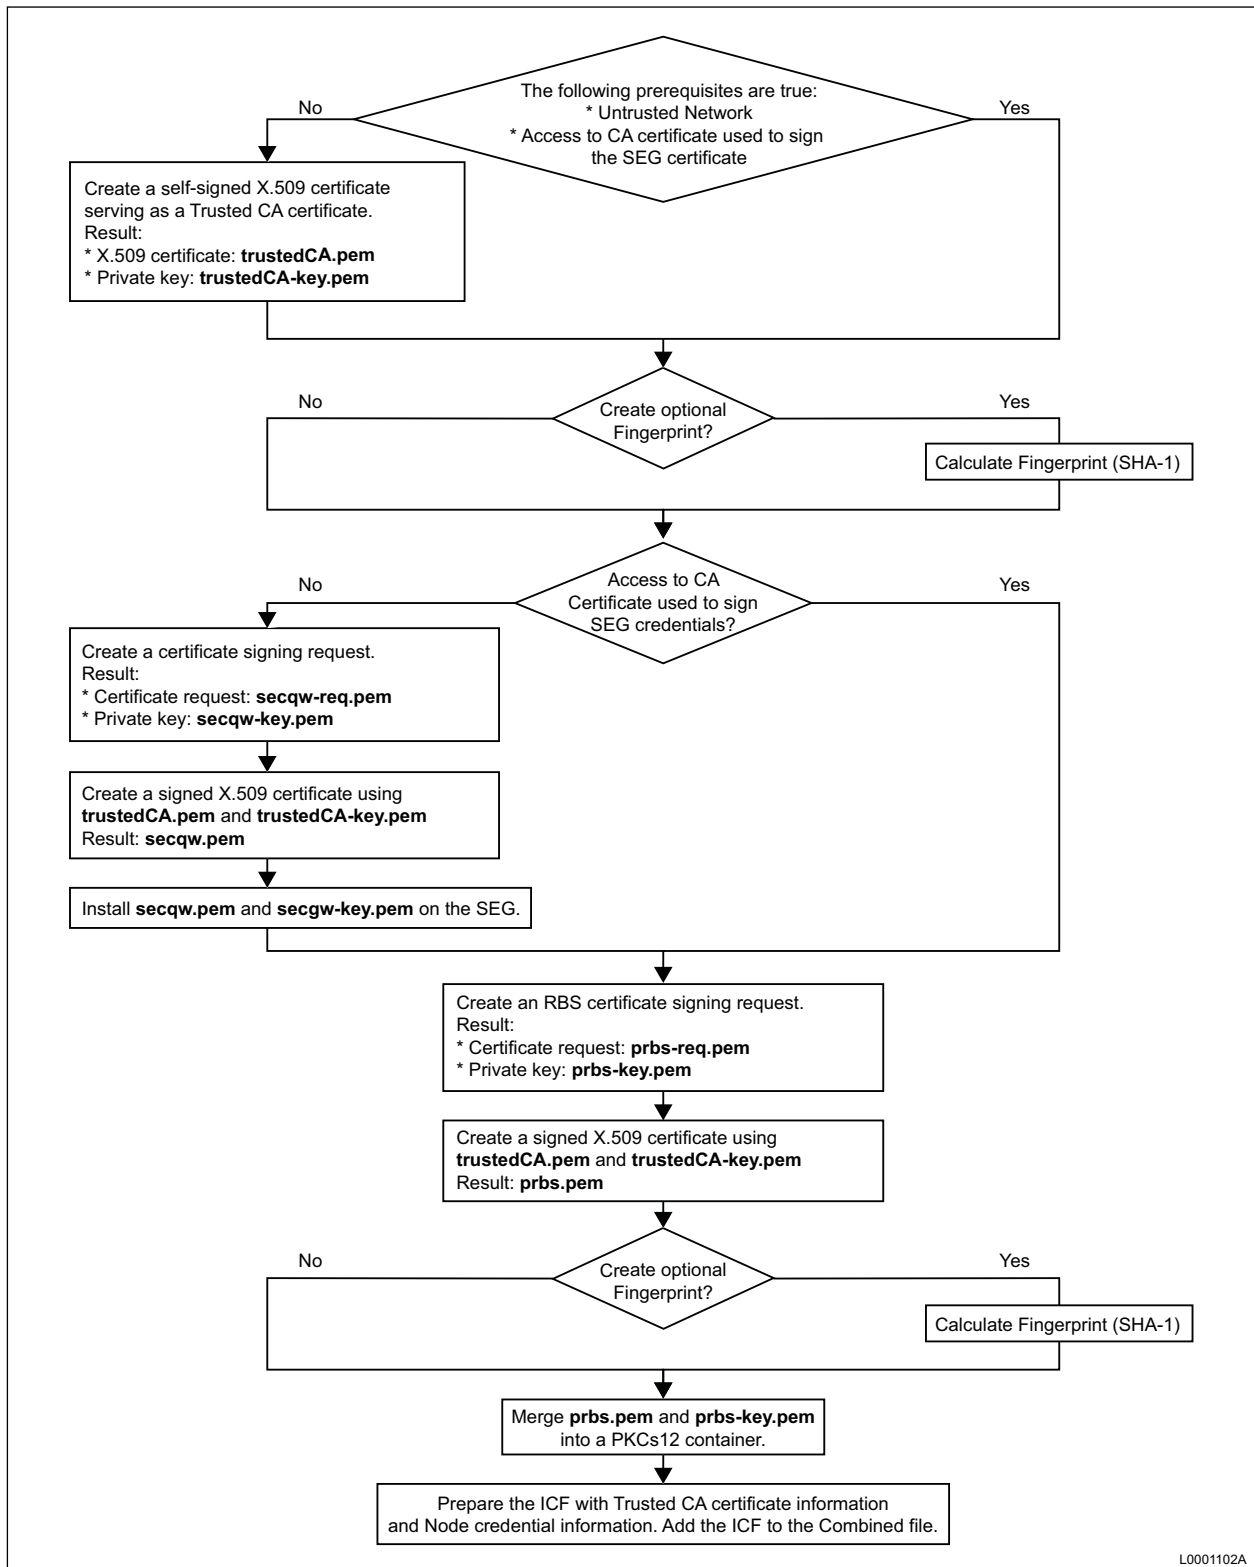 The following prerequisites are true:
* Untrusted Network
* Access to CA certificate used to sign
the SEG certificate
No
Yes
Create a self-signed X.509 certificate
serving as a Trusted CA certificate.
Result:
* X.509 certificate: trustedCA.pem
* Private key: trustedCA-key.pem
No
Create optional
Fingerprint?
Yes
Calculate Fingerprint (SHA-1)
No
Access to CA
Certificate used to sign
SEG credentials?
Yes
Create a certificate signing request.
Result:
* Certificate request: secqw-req.pem
* Private key: secqw-key.pem
Create a signed X.509 certificate using
trustedCA.pem and trustedCA-key.pem
Result: secqw.pem
Install secqw.pem and secgw-key.pem on the SEG.
Create an RBS certificate signing request.
Result:
* Certificate request: prbs-req.pem
* Private key: prbs-key.pem
Create a signed X.509 certificate using
trustedCA.pem and trustedCA-key.pem
Result: prbs.pem
No
Create optional
Fingerprint?
Yes
Calculate Fingerprint (SHA-1)
Merge prbs.pem and prbs-key.pem
into a PKCs12 container.
Prepare the ICF with Trusted CA certificate information
and Node credential information. Add the ICF to the Combined file.
L0001102A